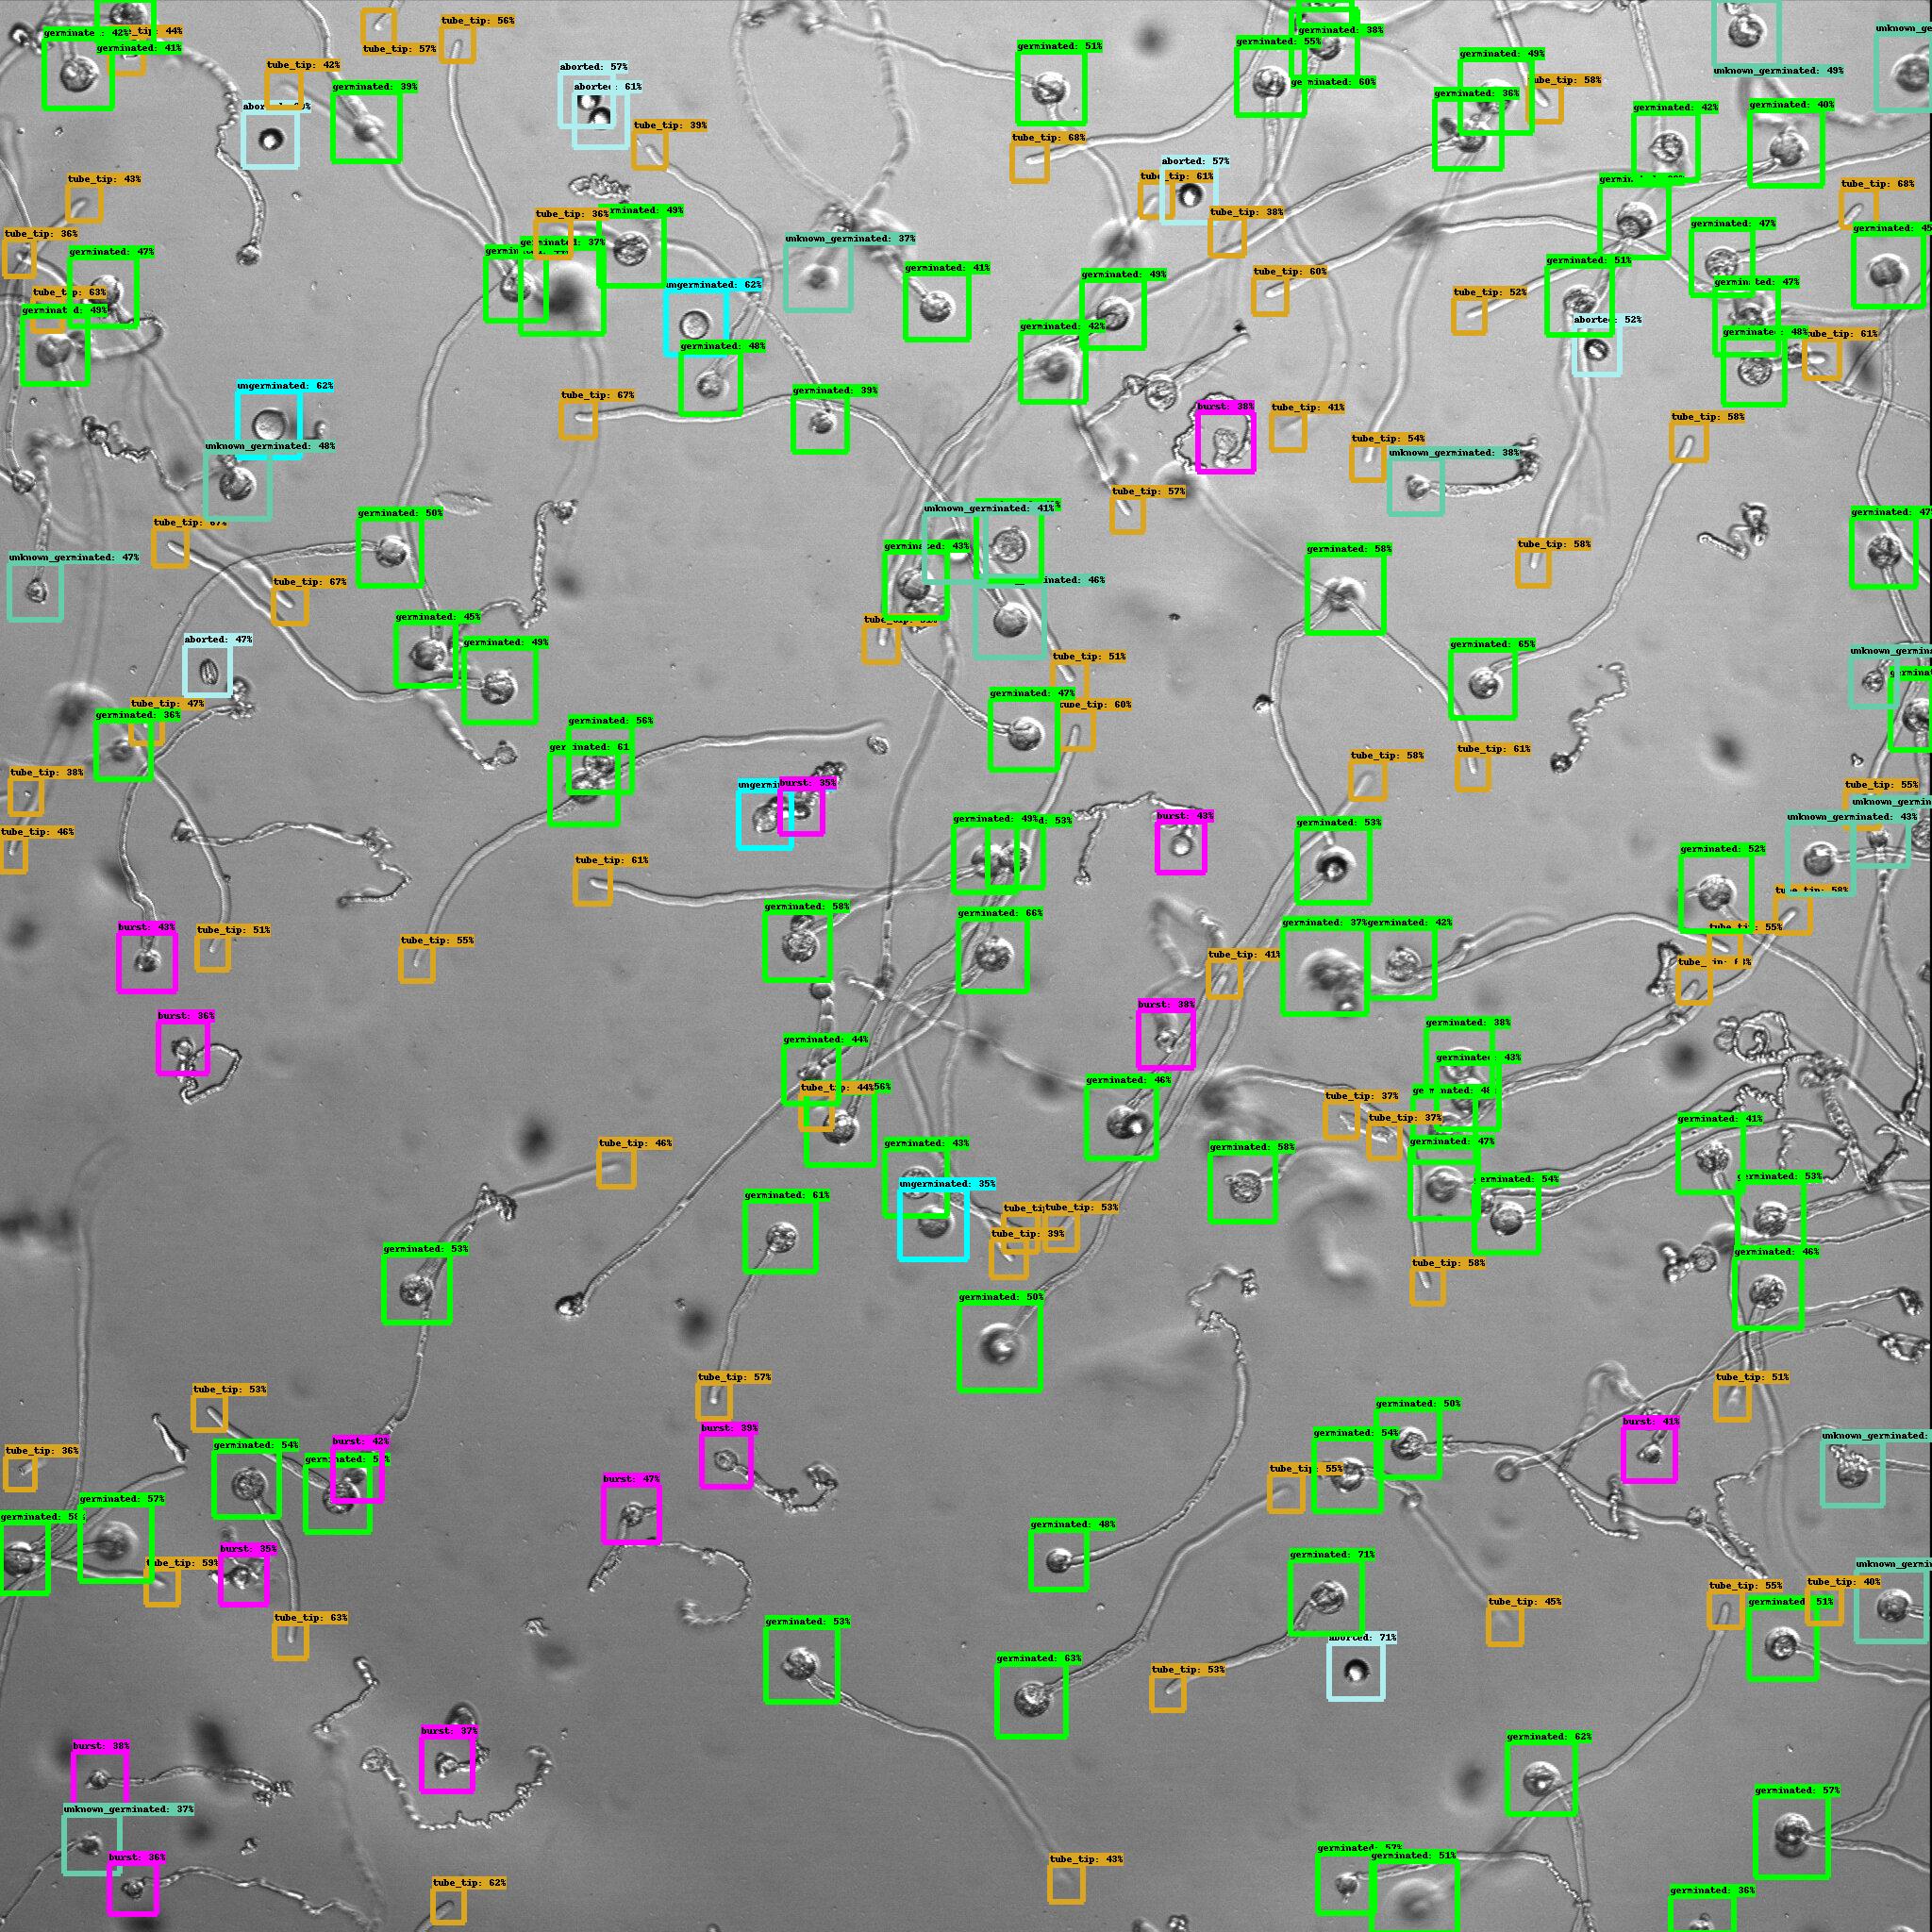 tube_tip: 56%
tube_tip: 57%
germinated: 42%
germinated: 41%
tube_tip: 42%
germinated: 39%
aborted: 57%
aborted: 61%
tube_tip: 39%
germinated: 51%
tube_tip: 68%
germinated: 55%
germinated: 38%
germinated: 60%
germinated: 49%
germinated: 36%
tube_tip: 58%
unknown_germinated: 49%
germinated: 42%
germinated: 40%
aborted: 57%
tube_tip: 61%
tube_tip: 38%
tube_tip: 68%
tube_tip: 43%
tube_tip: 36%
germinated: 47%
tube_tip: 63%
germinated: 49%
tube_tip: 36%
unknown_germinated: 37%
germinated: 41%
germinated: 49%
tube_tip: 60%
tube_tip: 52%
germinated: 51%
germinated: 47%
germinated: 47%
germinated: 48%
tube_tip: 61%
aborted: 52%
ungerminated: 62%
germinated: 48%
germinated: 42%
ungerminated: 62%
unknown_germinated: 48%
tube_tip: 67%
germinated: 39%
burst: 38%
tube_tip: 41%
tube_tip: 54%
unknown_germinated: 38%
tube_tip: 58%
tube_tip: 57%
germinated: 50%
unknown_germinated: 41%
germinated: 43%
germinated: 58%
tube_tip: 58%
unknown_germinated: 47%
tube_tip: 67%
aborted: 47%
germinated: 45%
germinated: 49%
tube_tip: 51%
germinated: 65%
germinated: 47%
tube_tip: 60%
tube_tip: 47%
germinated: 36%
germinated: 56%
tube_tip: 58%
tube_tip: 61%
tube_tip: 38%
burst: 35%
tube_tip: 55%
tube_tip: 46%
burst: 43%
germinated: 53%
unknown_germinated: 43%
germinated: 52%
tube_tip: 61%
germinated: 58%
germinated: 66%
burst: 43%
tube_tip: 51%
tube_tip: 55%
germinated: 37%
germinated: 42%
tube_tip: 41%
burst: 36%
burst: 38%
germinated: 38%
germinated: 44%
germinated: 43%
germinated: 46%
tube_tip: 44%
tube_tip: 37%
tube_tip: 37%
germinated: 41%
tube_tip: 46%
germinated: 43%
germinated: 58%
germinated: 47%
germinated: 54%
germinated: 53%
ungerminated: 35%
germinated: 61%
tube_tip: 53%
tube_tip: 39%
germinated: 53%
germinated: 46%
tube_tip: 58%
germinated: 50%
tube_tip: 57%
tube_tip: 51%
tube_tip: 53%
germinated: 50%
burst: 39%
germinated: 54%
burst: 41%
burst: 42%
germinated: 54%
tube_tip: 36%
tube_tip: 55%
burst: 47%
germinated: 57%
germinated: 48%
burst: 35%
germinated: 71%
tube_tip: 59%
tube_tip: 55%
tube_tip: 40%
germinated: 51%
tube_tip: 45%
tube_tip: 63%
germinated: 53%
aborted: 71%
germinated: 63%
tube_tip: 53%
burst: 37%
germinated: 62%
burst: 38%
germinated: 57%
unknown_germinated: 37%
burst: 36%
tube_tip: 43%
germinated: 51%
tube_tip: 62%
germinated: 36%